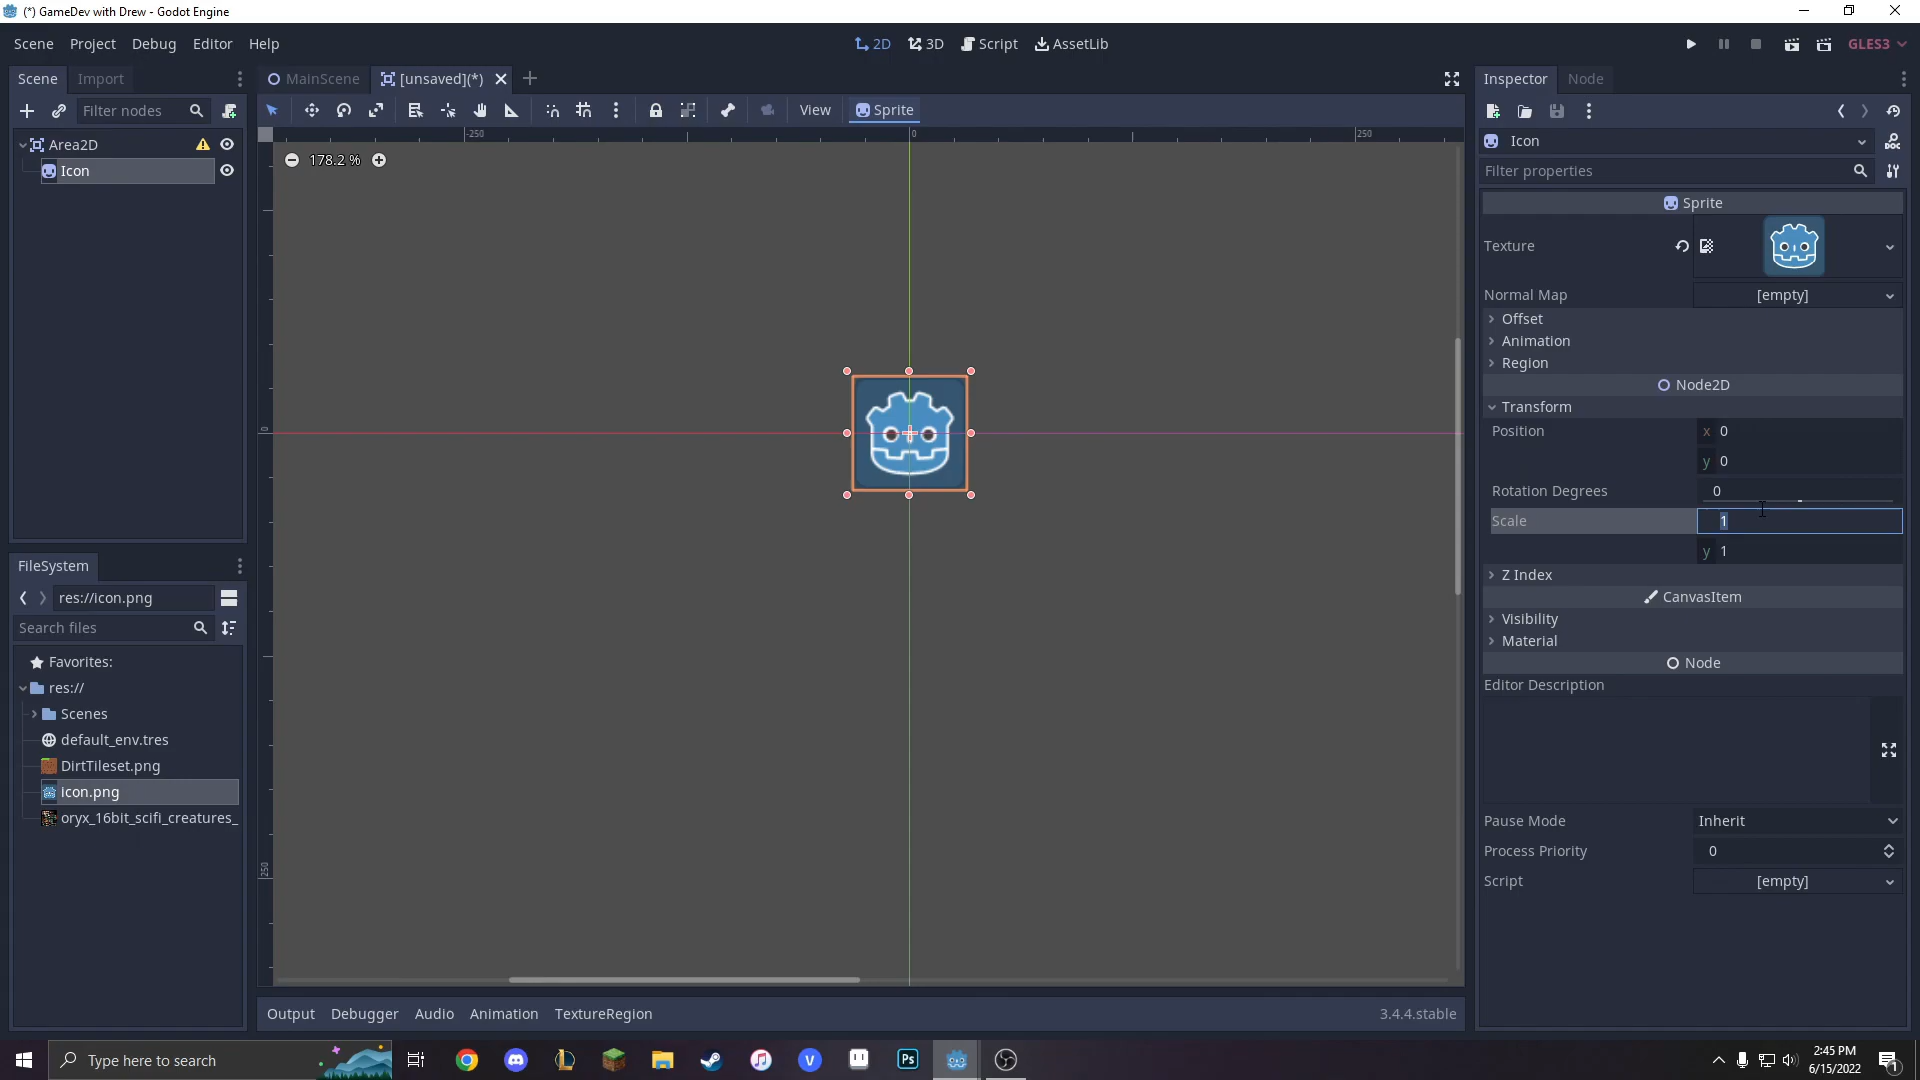 (*) GameDev with Drew - Godot Engine
Scene Project Debug Editor Help
2D 3D Script AssetLib
GLES3
Scene Import
MainScene [unsaved](*)
Inspector Node
Filter nodes
View Sprite
Icon
Area2D
Icon
178.2 %
-250 0 250
0
250
Filter properties
Sprite
Texture
Normal Map [empty]
Offset
Animation
Region
Node2D
Transform
Position x 0
y 0
Rotation Degrees 0
Scale 1
y 1
Z Index
CanvasItem
Visibility
Material
Node
Editor Description
Pause Mode Inherit
Process Priority 0
Script [empty]
FileSystem
res://icon.png
Search files
Favorites:
res://
Scenes
default_env.tres
DirtTileset.png
icon.png
oryx_16bit_scifi_creatures_
Output Debugger Audio Animation TextureRegion 3.4.4.stable
Type here to search
Ps
2:45 PM
6/15/2022
1